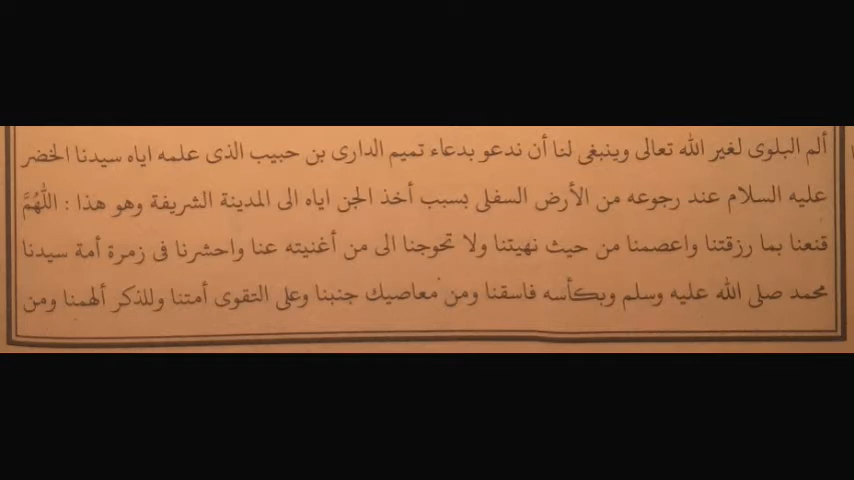 ألم البلوى لغير الله تعالى وينبغى لنا أن ندعو بدعاء تميم الدارى بن حبيب الذى علمه اياه سيدنا الخضر
عليه السلام عند رجوعه من الأرض السفلى بسبب أخذ الجن اياه الى المدينة الشريفة وهو هذا : اللّٰهُمَّ
قنعنا بما رزقتنا واعصمنا من حيث نهيتنا ولا تحوجنا الى من أغنيته عنا واحشرنا فى زمرة أمة سيدنا
محمد صلى الله عليه وسلم وبكأسه فاسقنا ومن معاصيك جنبنا وعلى التقوى أمتنا وللذكر ألهمنا ومن